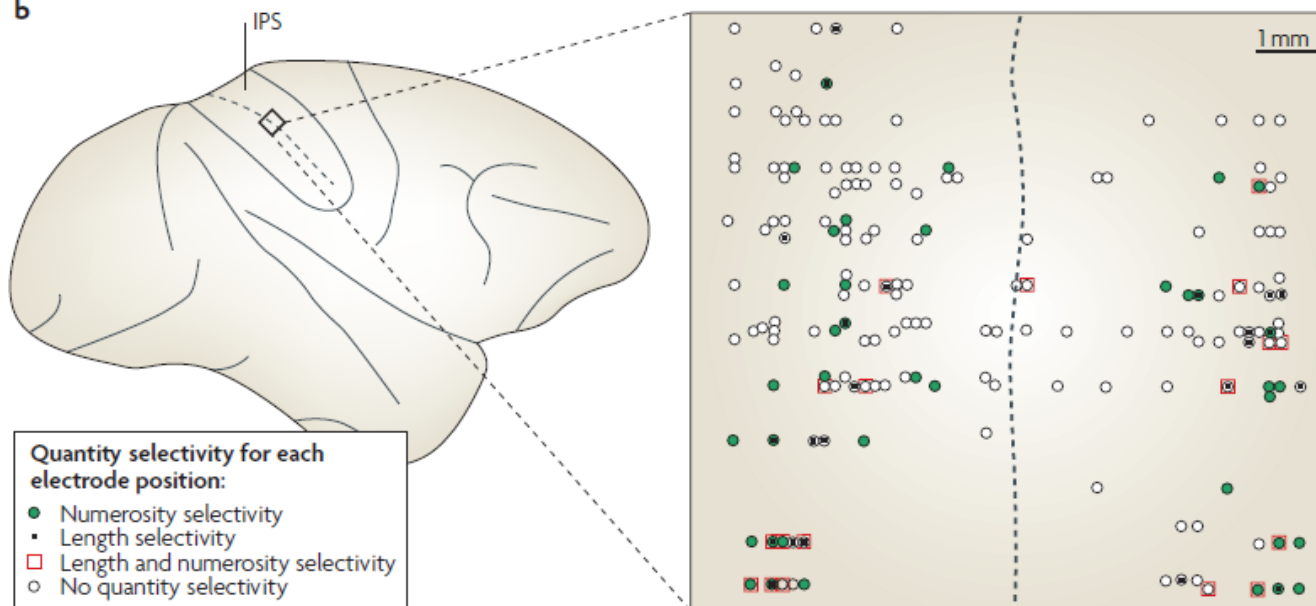 b
IPS
1 mm
Quantity selectivity for each
electrode position:
Numerosity selectivity
Length selectivity
Length and numerosity selectivity
No quantity selectivity